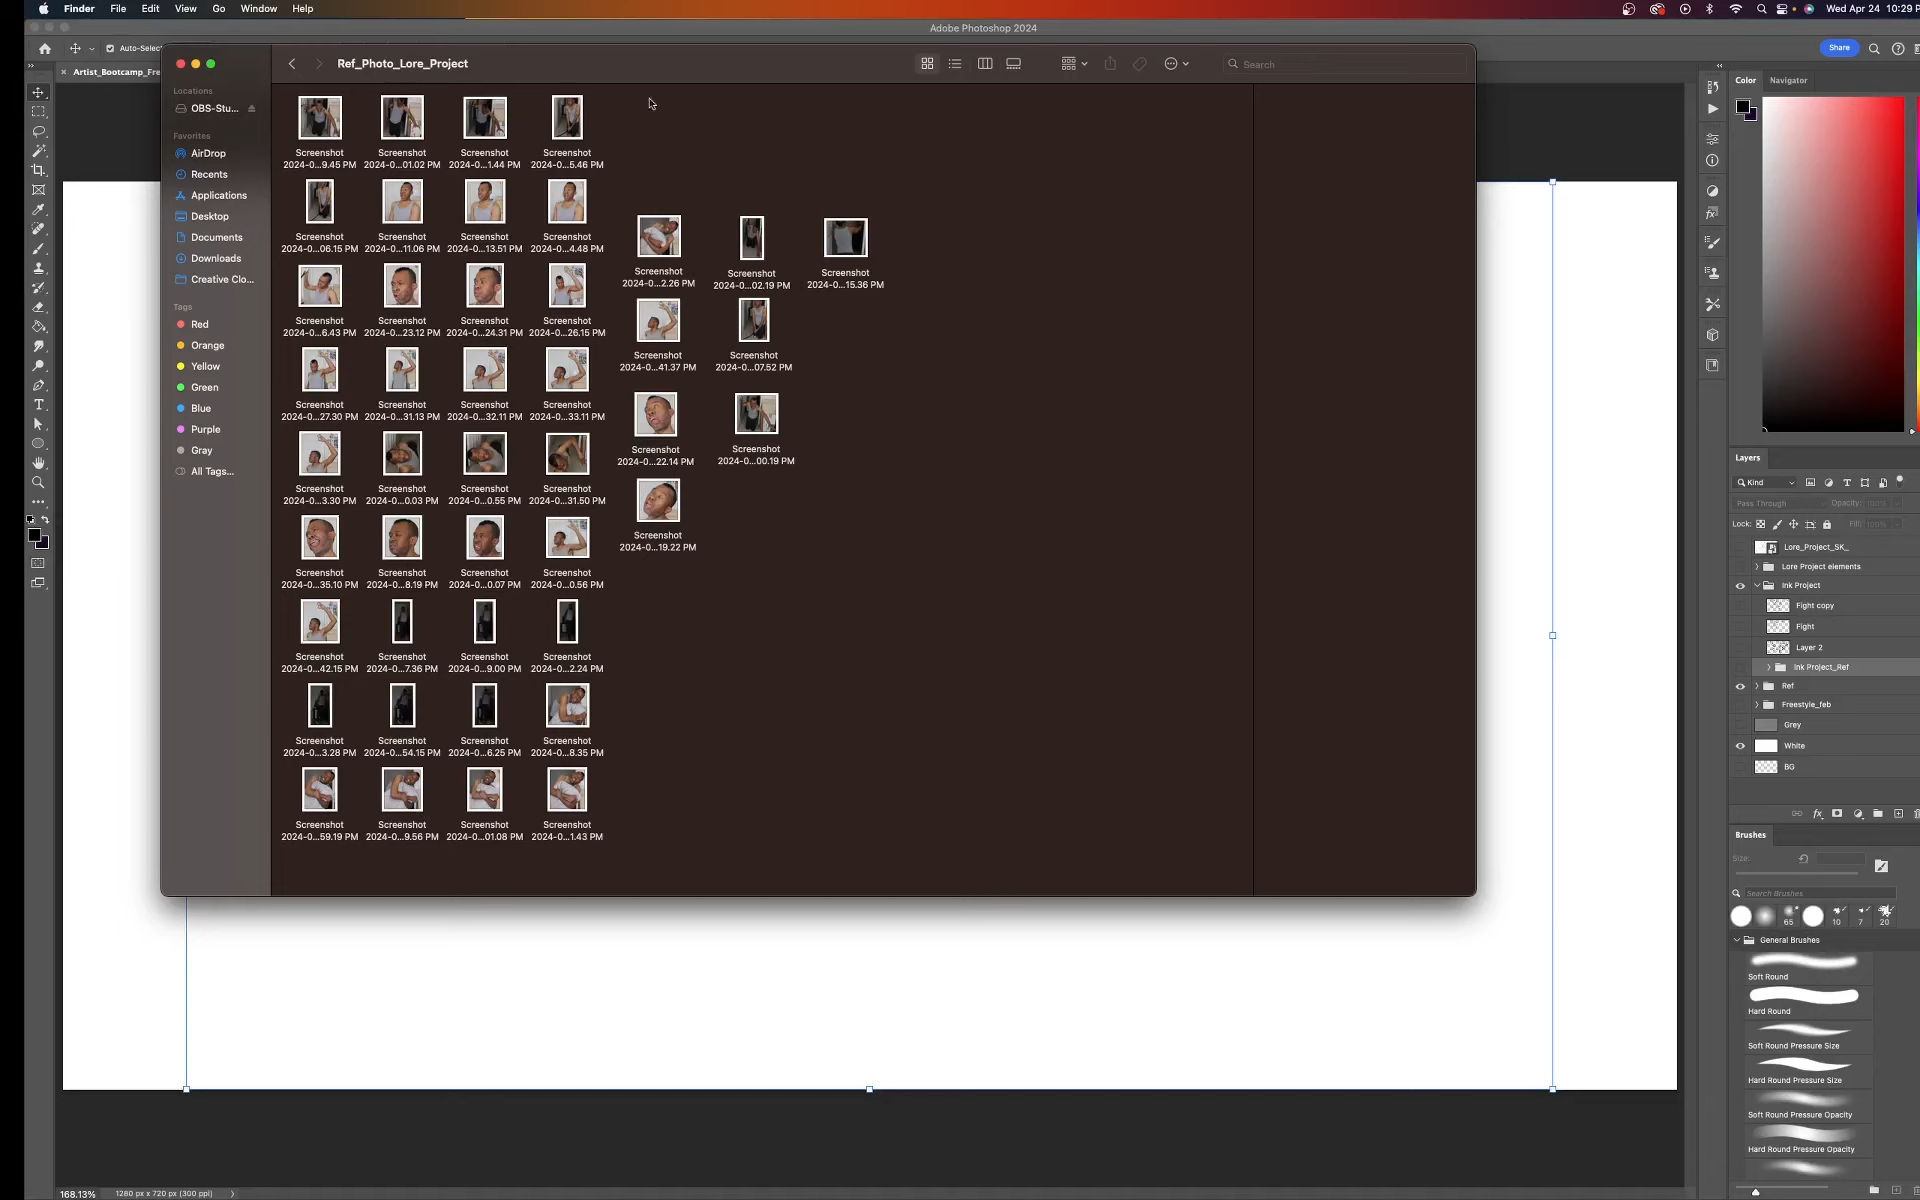 Finder File Edit View Go Window Help
Wed Apr 24 10:29 P
Adobe Photoshop 2024
Auto-Selec
Share
Artist_Bootcamp_Fre
Ref_Photo_Lore_Project
Search
Locations
OBS-Stu...
Favorites
AirDrop
Recents
Applications
Desktop
Documents
Downloads
Creative Clo...
Tags
Red
Orange
Yellow
Green
Blue
Purple
Gray
All Tags...
Screenshot Screenshot Screenshot Screenshot
2024-0...9.45 PM 2024-0...01.02 PM 2024-0...1.44 PM 2024-0...5.46 PM
Screenshot Screenshot Screenshot Screenshot
2024-0...06.15 PM 2024-0...11.06 PM 2024-0...13.51 PM 2024-0...4.48 PM
Screenshot Screenshot Screenshot
2024-0...2.26 PM 2024-0...02.19 PM 2024-0...15.36 PM
Screenshot Screenshot Screenshot Screenshot
2024-0...6.43 PM 2024-0...23.12 PM 2024-0...24.31 PM 2024-0...26.15 PM
Screenshot Screenshot
2024-0...41.37 PM 2024-0...07.52 PM
Screenshot Screenshot Screenshot Screenshot
2024-0...27.30 PM 2024-0...31.13 PM 2024-0...32.11 PM 2024-0...33.11 PM
Screenshot Screenshot
2024-0...22.14 PM 2024-0...00.19 PM
Screenshot Screenshot Screenshot Screenshot
2024-0...3.30 PM 2024-0...0.03 PM 2024-0...0.55 PM 2024-0...31.50 PM
Screenshot
2024-0...19.22 PM
Screenshot Screenshot Screenshot Screenshot
2024-0...35.10 PM 2024-0...8.19 PM 2024-0...0.07 PM 2024-0...0.56 PM
Screenshot Screenshot Screenshot Screenshot
2024-0...42.15 PM 2024-0...7.36 PM 2024-0...9.00 PM 2024-0...2.24 PM
Screenshot Screenshot Screenshot Screenshot
2024-0...3.28 PM 2024-0...54.15 PM 2024-0...6.25 PM 2024-0...8.35 PM
Screenshot Screenshot Screenshot Screenshot
2024-0...59.19 PM 2024-0...9.56 PM 2024-0...01.08 PM 2024-0...1.43 PM
Color Navigator
Layers
Kind
Pass Through Opacity: 100%
Lock: Fill: 100%
Lore_Project_SK_
Lore Project elements
Ink Project
Fight copy
Fight
Layer 2
Ink Project_Ref
Ref
Freestyle_feb
Grey
White
BG
Brushes
Size:
Search Brushes
65 10 7 20
General Brushes
Soft Round
Hard Round
Soft Round Pressure Size
Hard Round Pressure Size
Soft Round Pressure Opacity
Hard Round Pressure Opacity
168.13% 1280 px x 720 px (300 ppi)